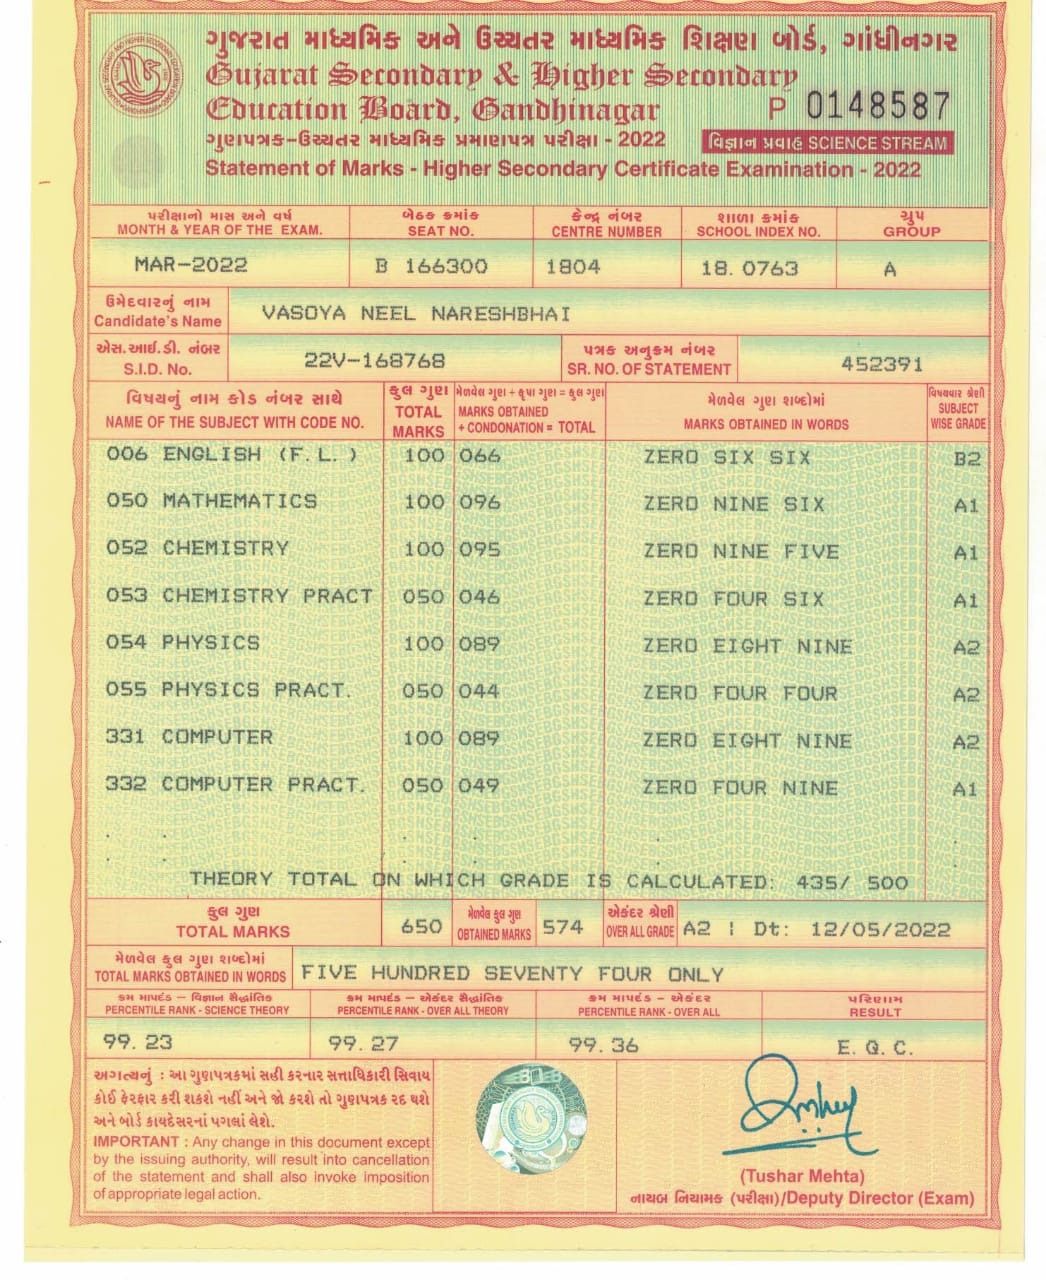 ગુજરાત માધ્યમિક અને ઉચ્ચતર માધ્યમિક શિક્ષણ બોર્ડ, ગાંધીનગર
Gujarat Secondary & Higher Secondary
Education Board, Gandhinagar
P 0148587
ગુણપત્રક-ઉચ્ચતર માધ્યમિક પ્રમાણપત્ર પરીક્ષા - 2022
વિજ્ઞાન પ્રવાહ SCIENCE STREAM
Statement of Marks - Higher Secondary Certificate Examination - 2022
પરીક્ષાનો માસ અને વર્ષ બેઠક ક્રમાંક કેન્દ્ર નંબર શાળા ક્રમાંક ગ્રુપ
MONTH & YEAR OF THE EXAM. SEAT NO. CENTRE NUMBER SCHOOL INDEX NO. GROUP
MAR-2022 B 166300 1804 18. 0763 A
ઉમેદવારનું નામ
Candidate's Name
VASOYA NEEL NARESHBHAI
એસ.આઈ.ડી. નંબર
S.I.D. No.
22V-168768
પત્રક અનુક્રમ નંબર
SR. NO. OF STATEMENT
452391
વિષયનું નામ કોડ નંબર સાથે
NAME OF THE SUBJECT WITH CODE NO.
કુલ ગુણ
TOTAL
MARKS
મેળવેલ ગુણ + કૃપા ગુણ = કુલ ગુણ
MARKS OBTAINED
+ CONDONATION = TOTAL
મેળવેલ ગુણ શબ્દોમાં
MARKS OBTAINED IN WORDS
વિષયવાર શ્રેણી
SUBJECT
WISE GRADE
006 ENGLISH (F.L.) 100 066 ZERO SIX SIX B2
050 MATHEMATICS 100 096 ZERO NINE SIX A1
052 CHEMISTRY 100 095 ZERO NINE FIVE A1
053 CHEMISTRY PRACT 050 046 ZERO FOUR SIX A1
054 PHYSICS 100 089 ZERO EIGHT NINE A2
055 PHYSICS PRACT. 050 044 ZERO FOUR FOUR A2
331 COMPUTER 100 089 ZERO EIGHT NINE A2
332 COMPUTER PRACT. 050 049 ZERO FOUR NINE A1
THEORY TOTAL ON WHICH GRADE IS CALCULATED: 435/ 500
કુલ ગુણ
TOTAL MARKS
650
મેળવેલ કુલ ગુણ
OBTAINED MARKS
574
એકંદર શ્રેણી
OVER ALL GRADE
A2 | Dt: 12/05/2022
મેળવેલ કુલ ગુણ શબ્દોમાં
TOTAL MARKS OBTAINED IN WORDS
FIVE HUNDRED SEVENTY FOUR ONLY
ક્રમ માપદંડ – વિજ્ઞાન સૈદ્ધાંતિક ક્રમ માપદંડ – એકંદર સૈદ્ધાંતિક ક્રમ માપદંડ – એકંદર પરિણામ
PERCENTILE RANK - SCIENCE THEORY PERCENTILE RANK - OVER ALL THEORY PERCENTILE RANK - OVER ALL RESULT
99. 23 99. 27 99. 36 E. Q. C.
અગત્યનું : આ ગુણપત્રકમાં સહી કરનાર સત્તાધિકારી સિવાય
કોઈ ફેરફાર કરી શકશે નહીં અને જો કરશે તો ગુણપત્રક રદ થશે
અને બોર્ડ કાયદેસરનાં પગલાં લેશે.
IMPORTANT : Any change in this document except
by the issuing authority, will result into cancellation
of the statement and shall also invoke imposition
of appropriate legal action.
(Tushar Mehta)
નાયબ નિયામક (પરીક્ષા)/Deputy Director (Exam)